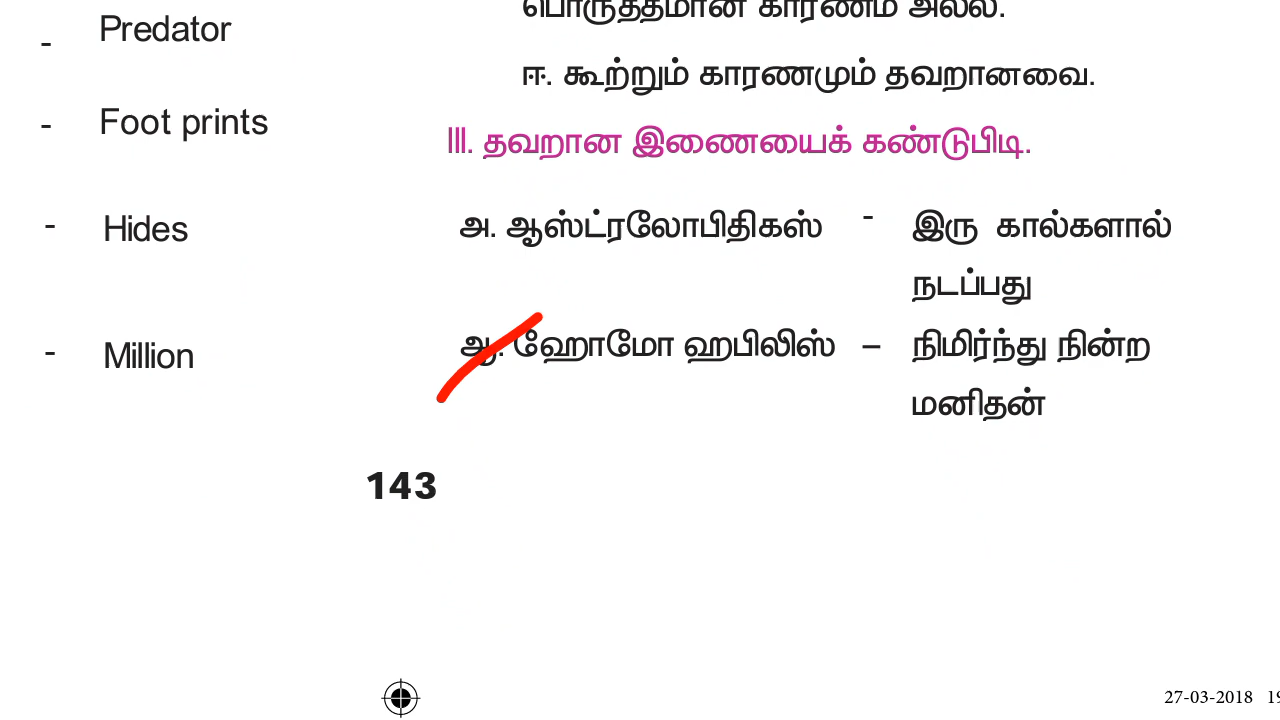 - Predator
- Foot prints
- Hides
- Million
பொருத்தமான காரணம் அல்ல.
ஈ. கூற்றும் காரணமும் தவறானவை.
III. தவறான இணையைக் கண்டுபிடி.
அ. ஆஸ்ட்ரலோபிதிகஸ் - இரு கால்களால்
நடப்பது
ஆ. ஹோமோ ஹபிலிஸ் – நிமிர்ந்து நின்ற
மனிதன்
143
27-03-2018